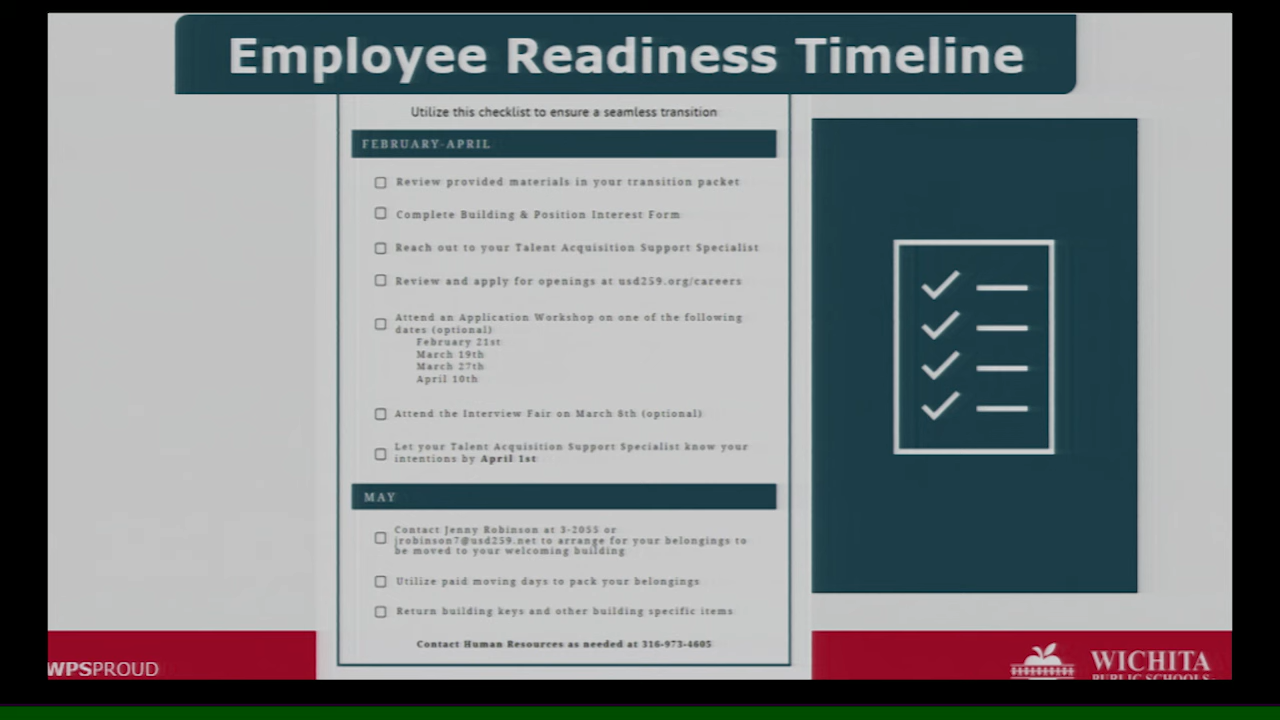 Employee Readiness Timeline
Utilize this checklist to ensure a seamless transition
FEBRUARY-APRIL
Review provided materials in your transition packet
Complete Building & Position Interest Form
Reach out to your Talent Acquisition Support Specialist
Review and apply for openings at usd259.org/careers
Attend an Application Workshop on one of the following
dates (optional)
February 21st
March 19th
March 27th
April 10th
Attend the Interview Fair on March 8th (optional)
Let your Talent Acquisition Support Specialist know your
intentions by April 1st
MAY
Contact Jenny Robinson at 3-2055 or
jrobinson7@usd259.net to arrange for your belongings to
be moved to your welcoming building
Utilize paid moving days to pack your belongings
Return building keys and other building specific items
Contact Human Resources as needed at 316-973-4605
WPSPROUD
WICHITA
PUBLIC SCHOOLS